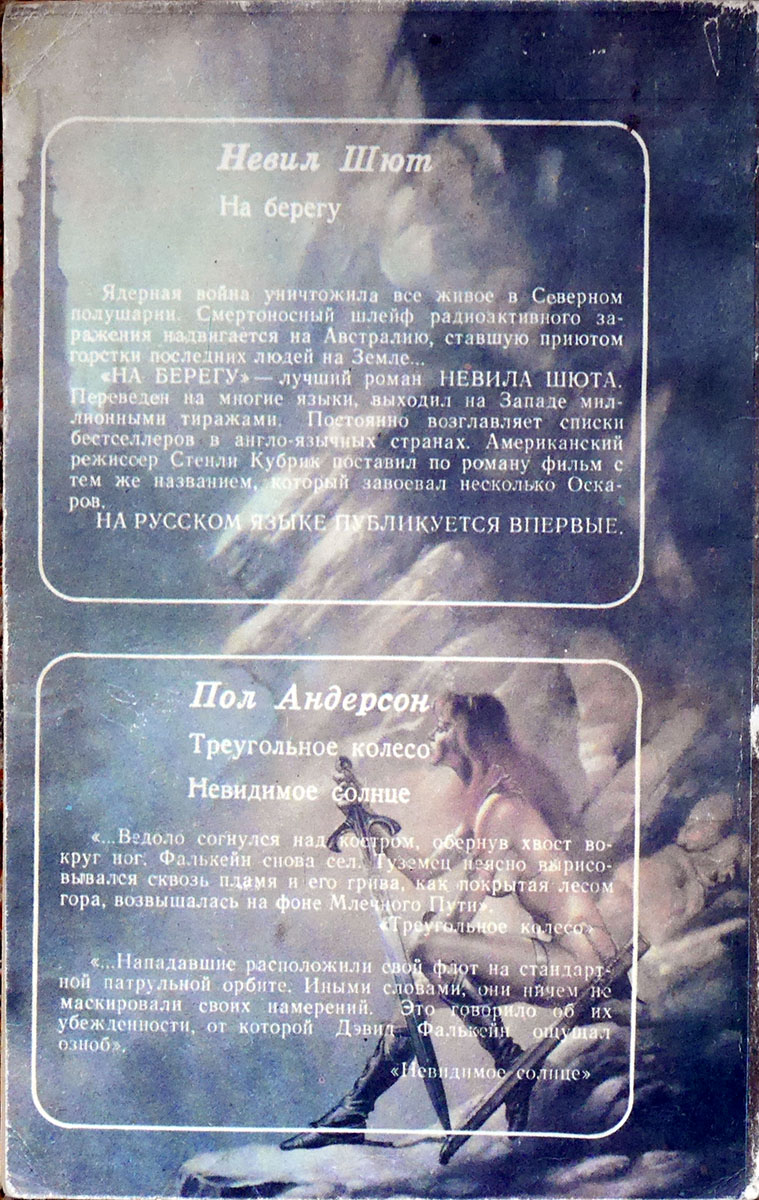 Невил Шют
На берегу
Ядерная война уничтожила все живое в Северном
полушарии. Смертоносный шлейф радиоактивного за-
ражения надвигается на Австралию, ставшую приютом
горстки последних людей на Земле...
«НА БЕРЕГУ» — лучший роман НЕВИЛА ШЮТА.
Переведен на многие языки, выходил на Западе мил-
лионными тиражами. Постоянно возглавляет списки
бестселлеров в англо-язычных странах. Американский
режиссер Стенли Кубрик поставил по роману фильм с
тем же названием, который завоевал несколько Оска-
ров.
НА РУССКОМ ЯЗЫКЕ ПУБЛИКУЕТСЯ ВПЕРВЫЕ.
Пол Андерсон
Треугольное колесо
Невидимое солнце
«...Ведоло согнулся над костром, обернув хвост во-
круг ног. Фалькейн снова сел. Туземец неясно вырисо-
вывался сквозь пламя и его грива, как покрытая лесом
гора, возвышалась на фоне Млечного Пути».
«Треугольное колесо»
«...Нападавшие расположили свой флот на стандарт-
ной патрульной орбите. Иными словами, они ничем не
маскировали своих намерений. Это говорило об их
убежденности, от которой Дэвид Фалькейн ощущал
озноб».
«Невидимое солнце»